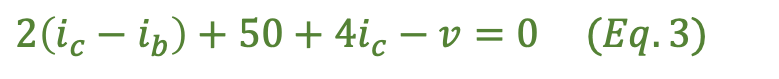 2(i_c − i_b) + 50 + 4i_c − v = 0 (Eq. 3)